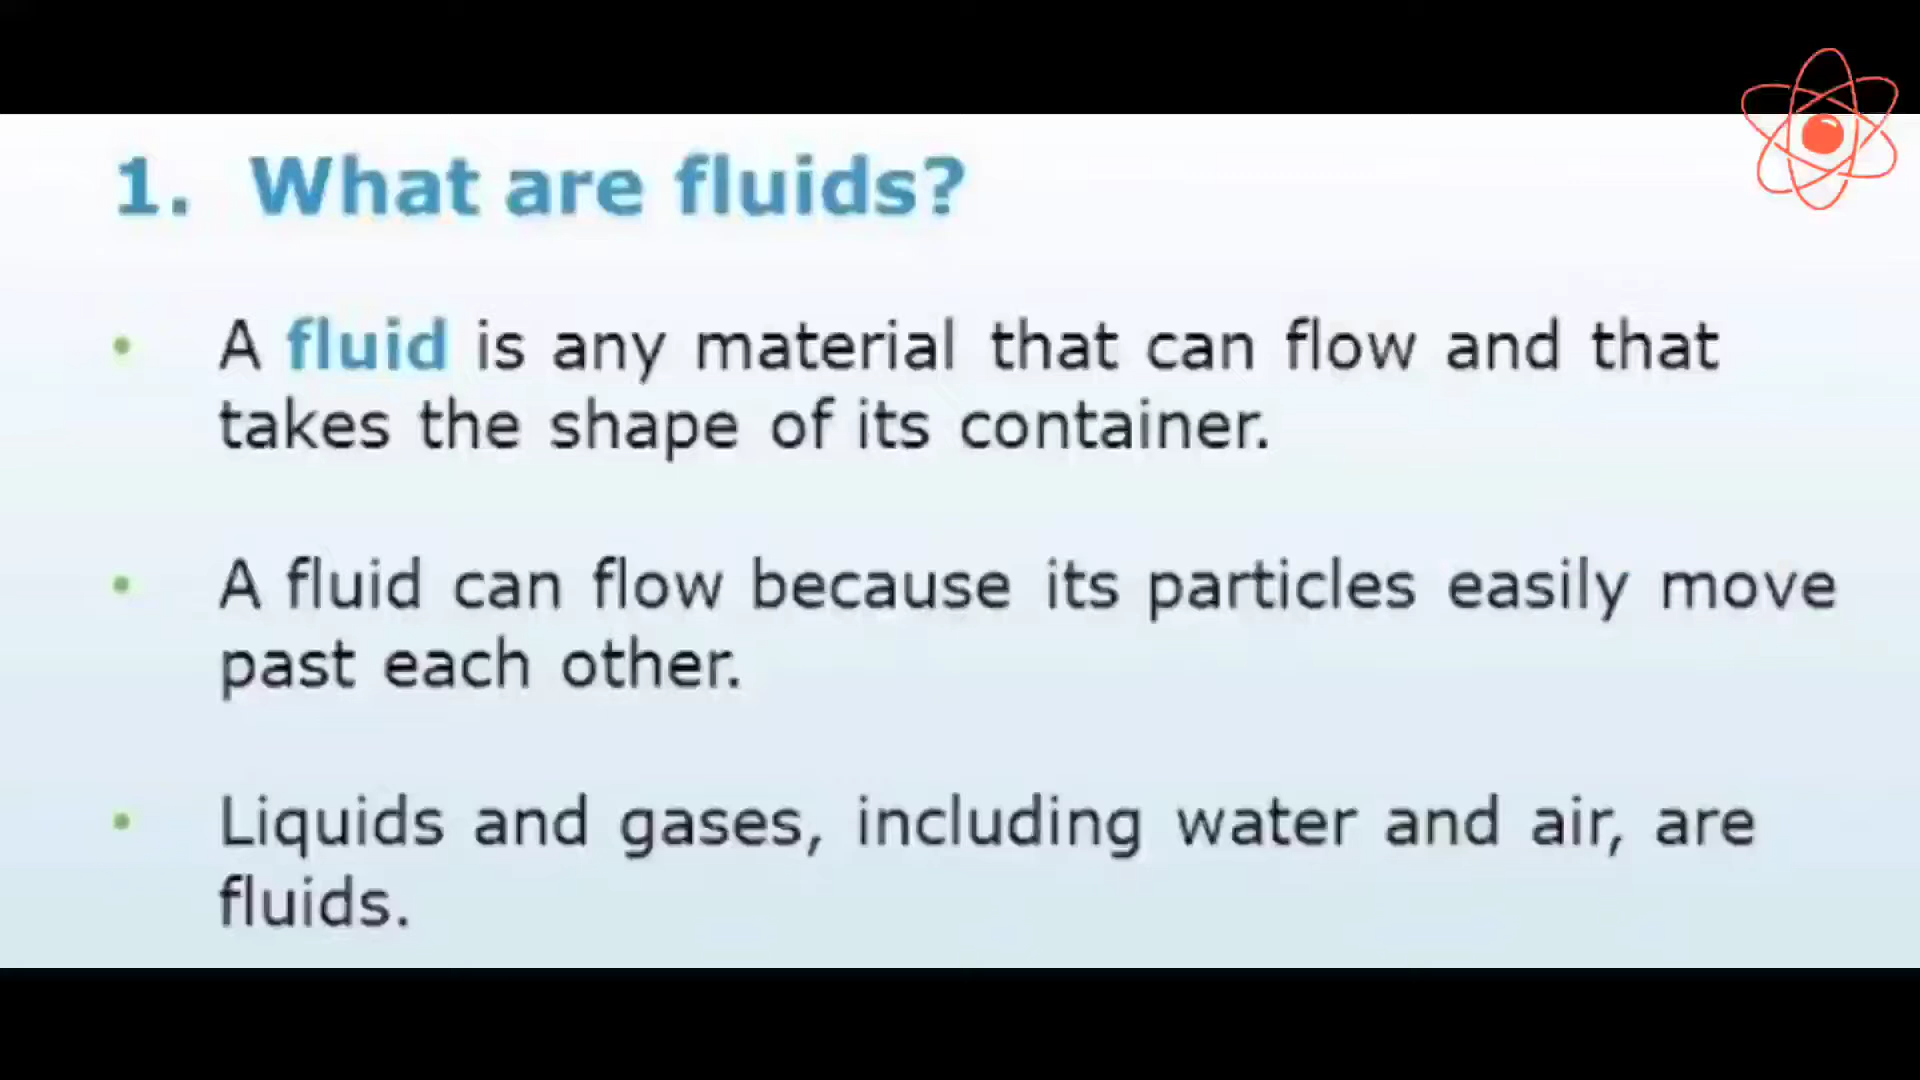 1. What are fluids?
• A fluid is any material that can flow and that
takes the shape of its container.
• A fluid can flow because its particles easily move
past each other.
• Liquids and gases, including water and air, are
fluids.